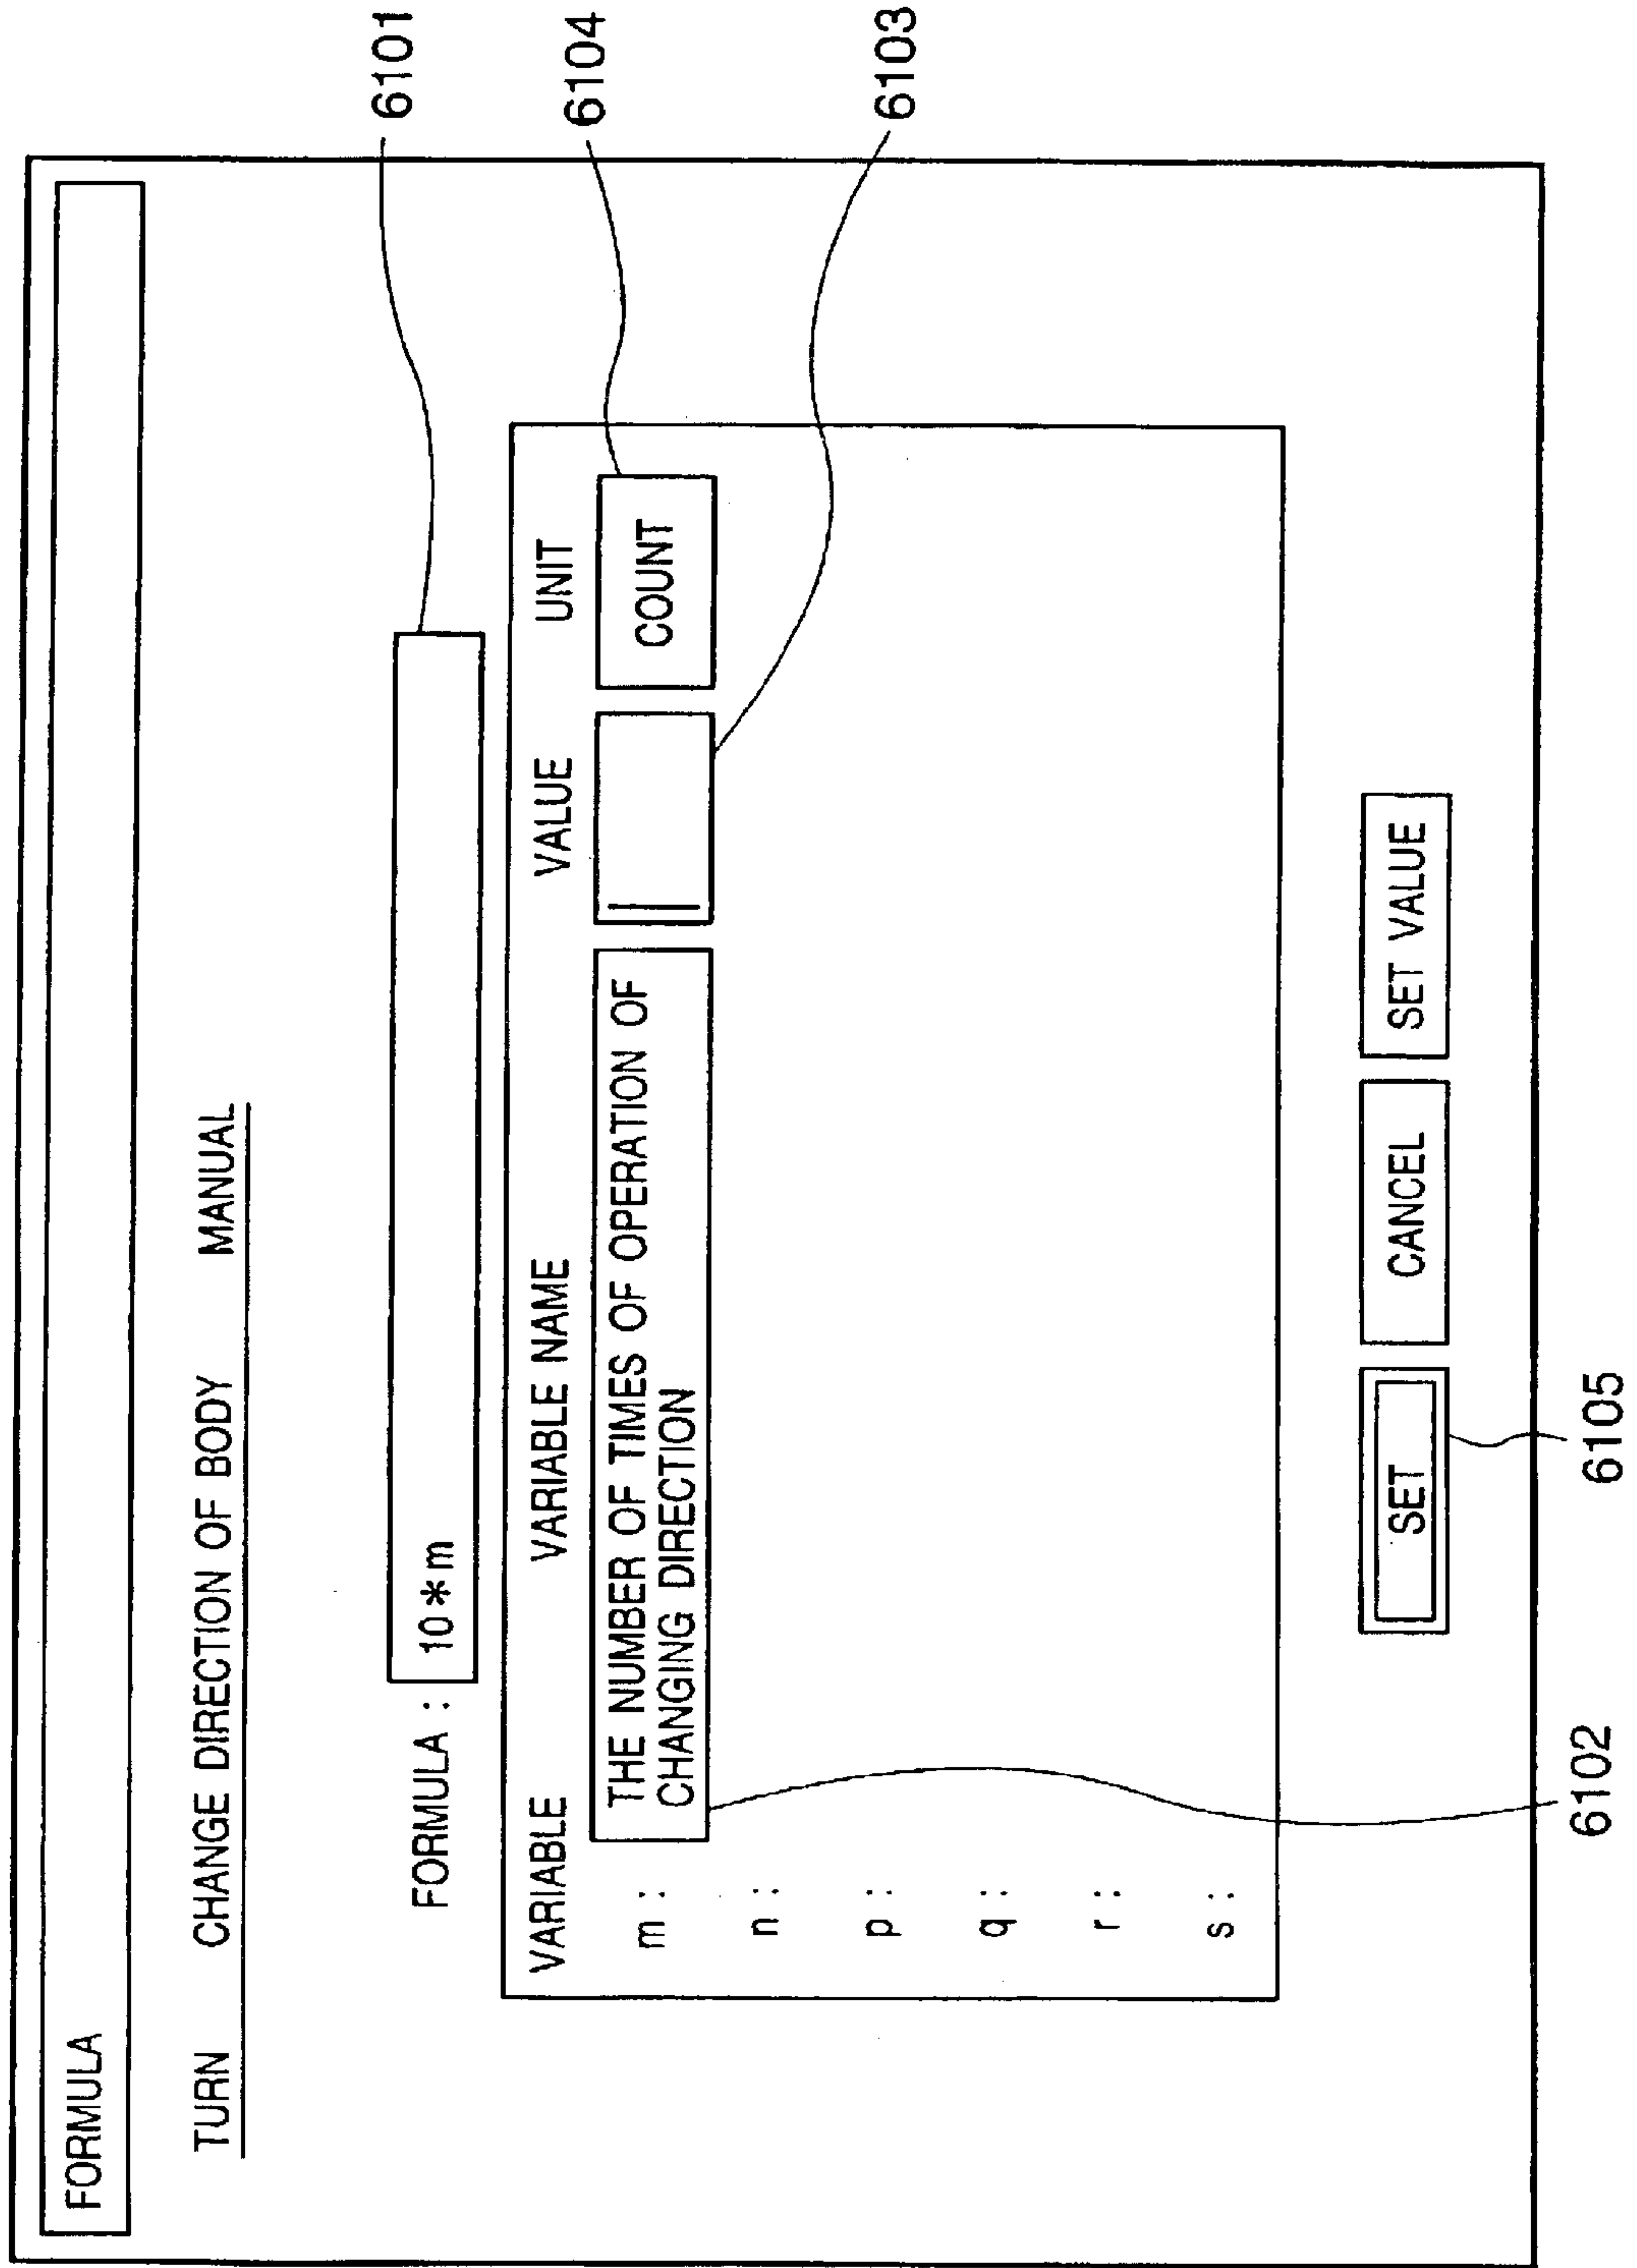 FORMULA
TURN CHANGE DIRECTION OF BODY MANUAL
FORMULA : 10*m
6101
VARIABLE VARIABLE NAME VALUE UNIT
6104
m : THE NUMBER OF TIMES OF OPERATION OF
CHANGING DIRECTION
COUNT
n :
p :
q :
r :
s :
6103
SET CANCEL SET VALUE
6102
6105